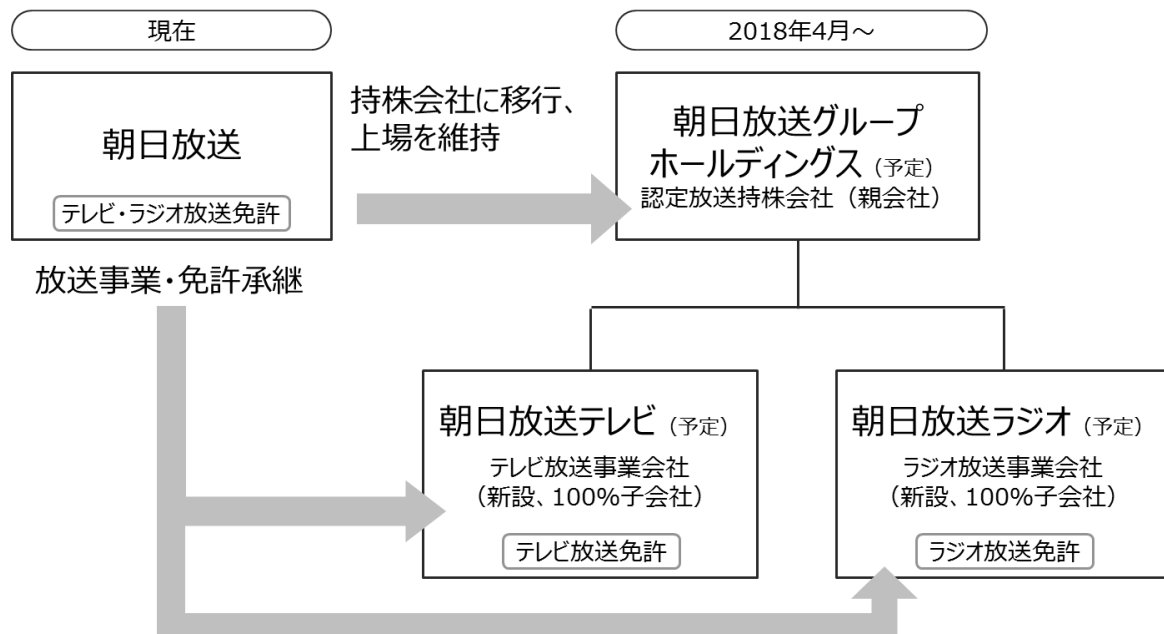 現在
2018年4月～
朝日放送
テレビ・ラジオ放送免許
持株会社に移行、
上場を維持
朝日放送グループ
ホールディングス（予定）
認定放送持株会社（親会社）
放送事業・免許承継
朝日放送テレビ（予定）
テレビ放送事業会社
（新設、100%子会社）
テレビ放送免許
朝日放送ラジオ（予定）
ラジオ放送事業会社
（新設、100%子会社）
ラジオ放送免許